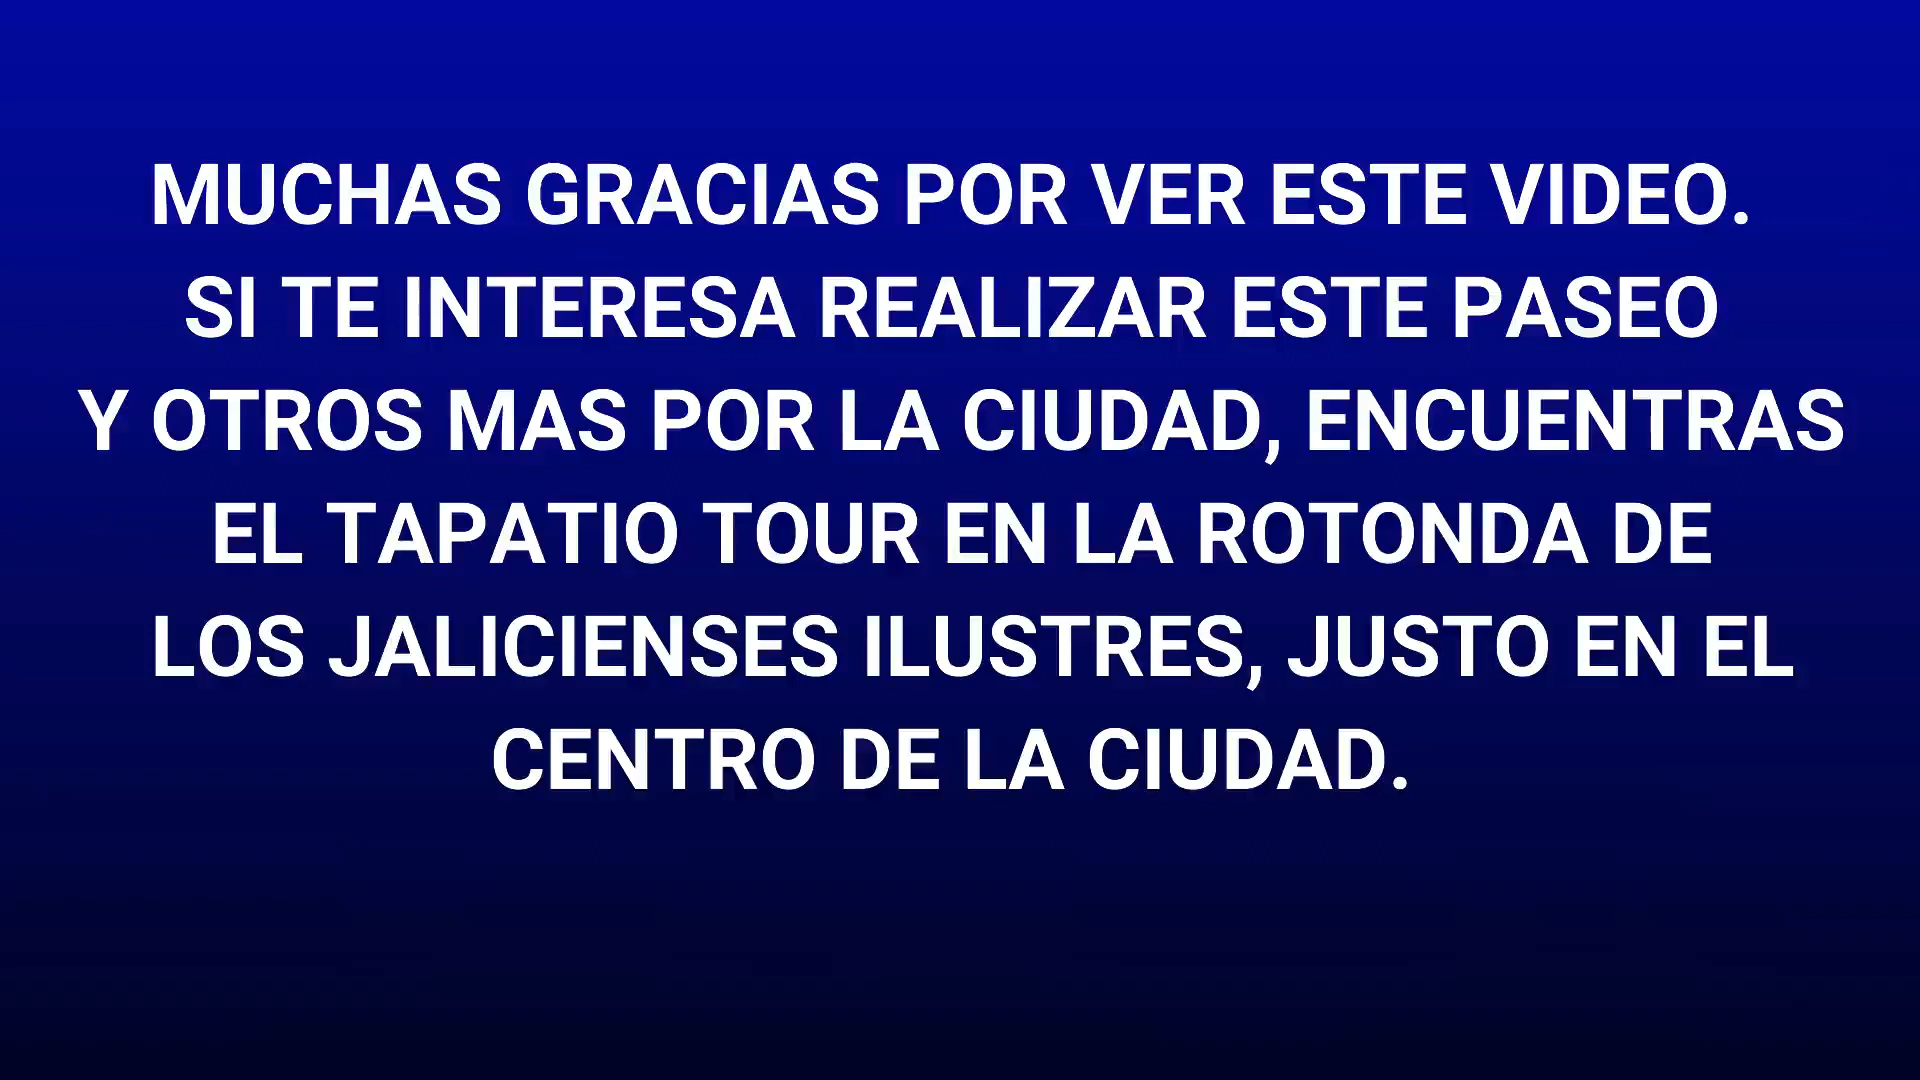 MUCHAS GRACIAS POR VER ESTE VIDEO.
SI TE INTERESA REALIZAR ESTE PASEO
Y OTROS MAS POR LA CIUDAD, ENCUENTRAS
EL TAPATIO TOUR EN LA ROTONDA DE
LOS JALICIENSES ILUSTRES, JUSTO EN EL
CENTRO DE LA CIUDAD.